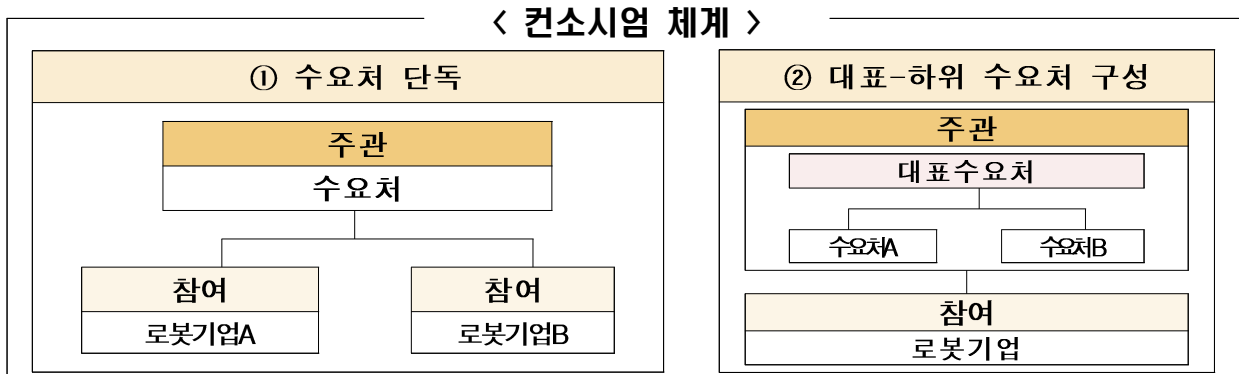 < 컨소시엄 체계 >
① 수요처 단독
주관
수요처
참여
로봇기업A
참여
로봇기업B
② 대표-하위 수요처 구성
주관
대표수요처
수요처A
수요처B
참여
로봇기업